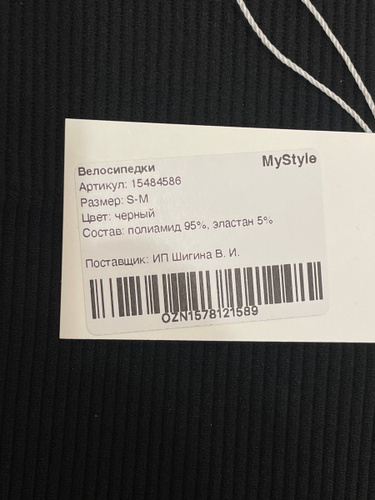 MyStyle
Велосипедки
Артикул: 15484586
Размер: S-M
Цвет: черный
Состав: полиамид 95%, эластан 5%
Поставщик: ИП Шигина В. И.
OZN1578121589